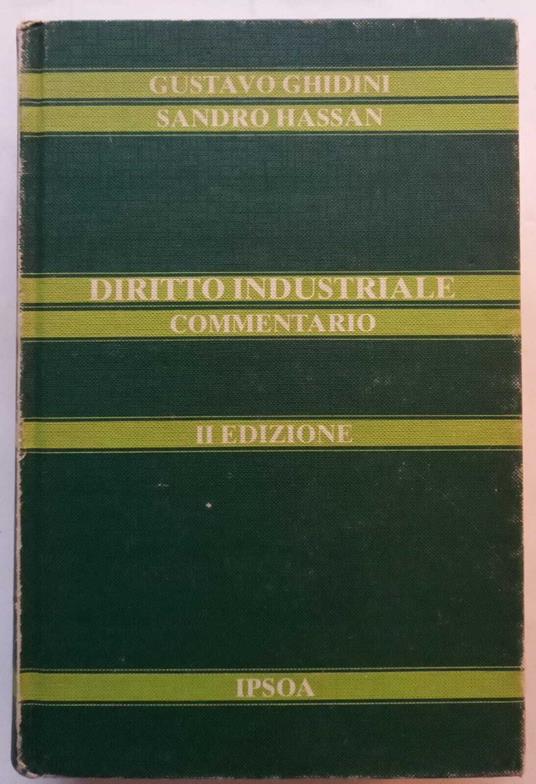 GUSTAVO GHIDINI
SANDRO HASSAN
DIRITTO INDUSTRIALE
COMMENTARIO
II EDIZIONE
IPSOA